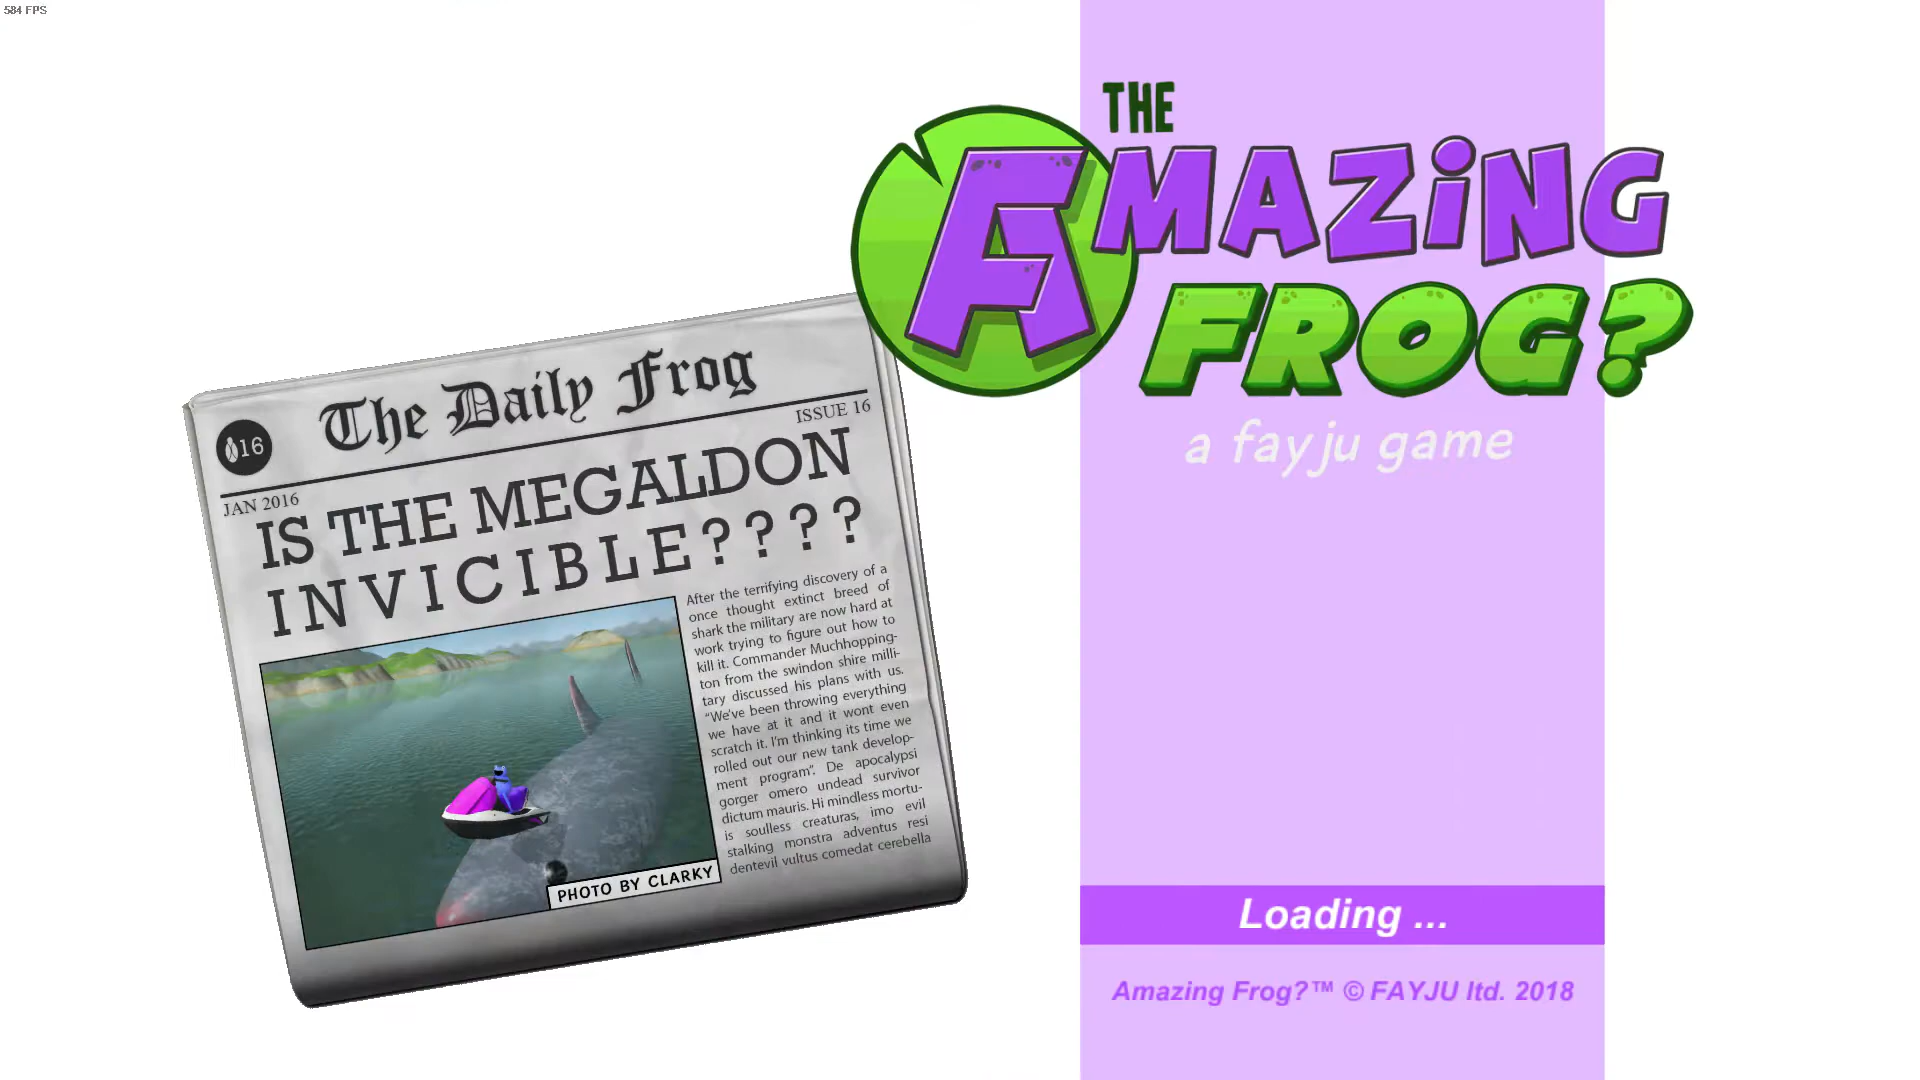 584 FPS
THE
AMAZiNG
FROG?
a fayju game
The Daily Frog
16
ISSUE 16
JAN 2016
IS THE MEGALDON
INVICIBLE????
After the terrifying discovery of a
once thought extinct breed of
shark the military are now hard at
work trying to figure out how to
kill it. Commander Muchhopping-
ton from the swindon shire milli-
tary discussed his plans with us.
“We've been throwing everything
we have at it and it wont even
scratch it. I'm thinking its time we
rolled out our new tank develop-
ment program”. De apocalypsi
gorger omero undead survivor
dictum mauris. Hi mindless mortu-
is soulless creaturas, imo evil
stalking monstra adventus resi
dentevil vultus comedat cerebella
PHOTO BY CLARKY
Loading ...
Amazing Frog?™ © FAYJU ltd. 2018